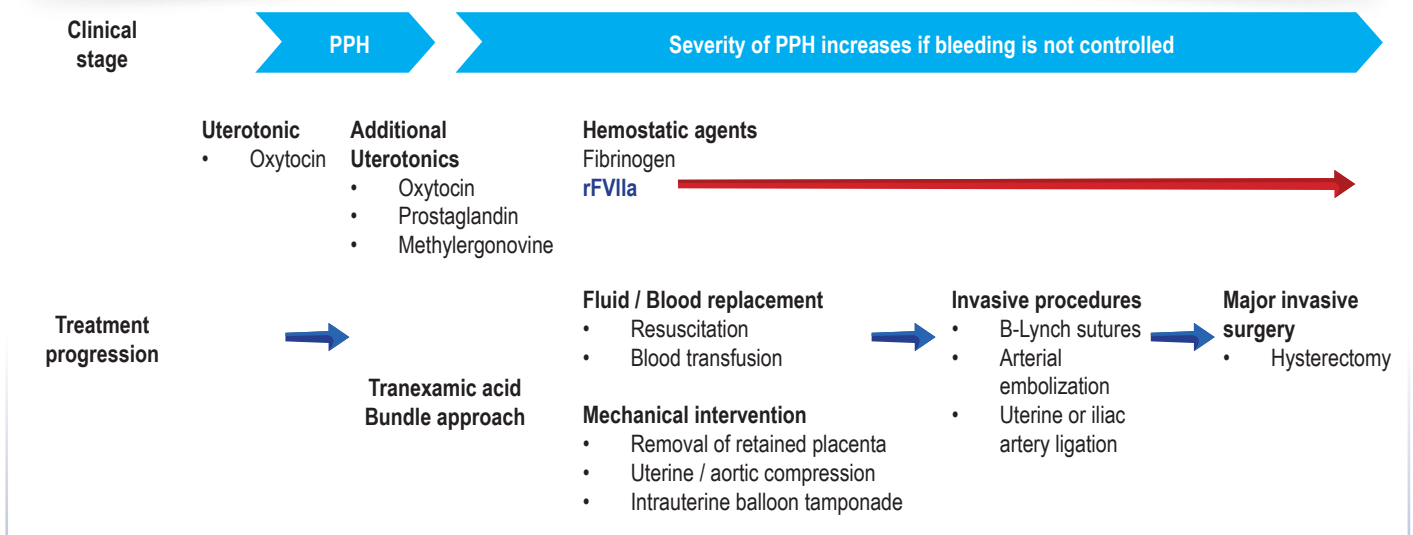 Clinical
stage
PPH
Severity of PPH increases if bleeding is not controlled
Uterotonic
• Oxytocin
Additional
Uterotonics
• Oxytocin
• Prostaglandin
• Methylergonovine
Hemostatic agents
Fibrinogen
rFVIIa
Treatment
progression
Tranexamic acid
Bundle approach
Fluid / Blood replacement
• Resuscitation
• Blood transfusion
Mechanical intervention
• Removal of retained placenta
• Uterine / aortic compression
• Intrauterine balloon tamponade
Invasive procedures
• B-Lynch sutures
• Arterial
embolization
• Uterine or iliac
artery ligation
Major invasive
surgery
• Hysterectomy